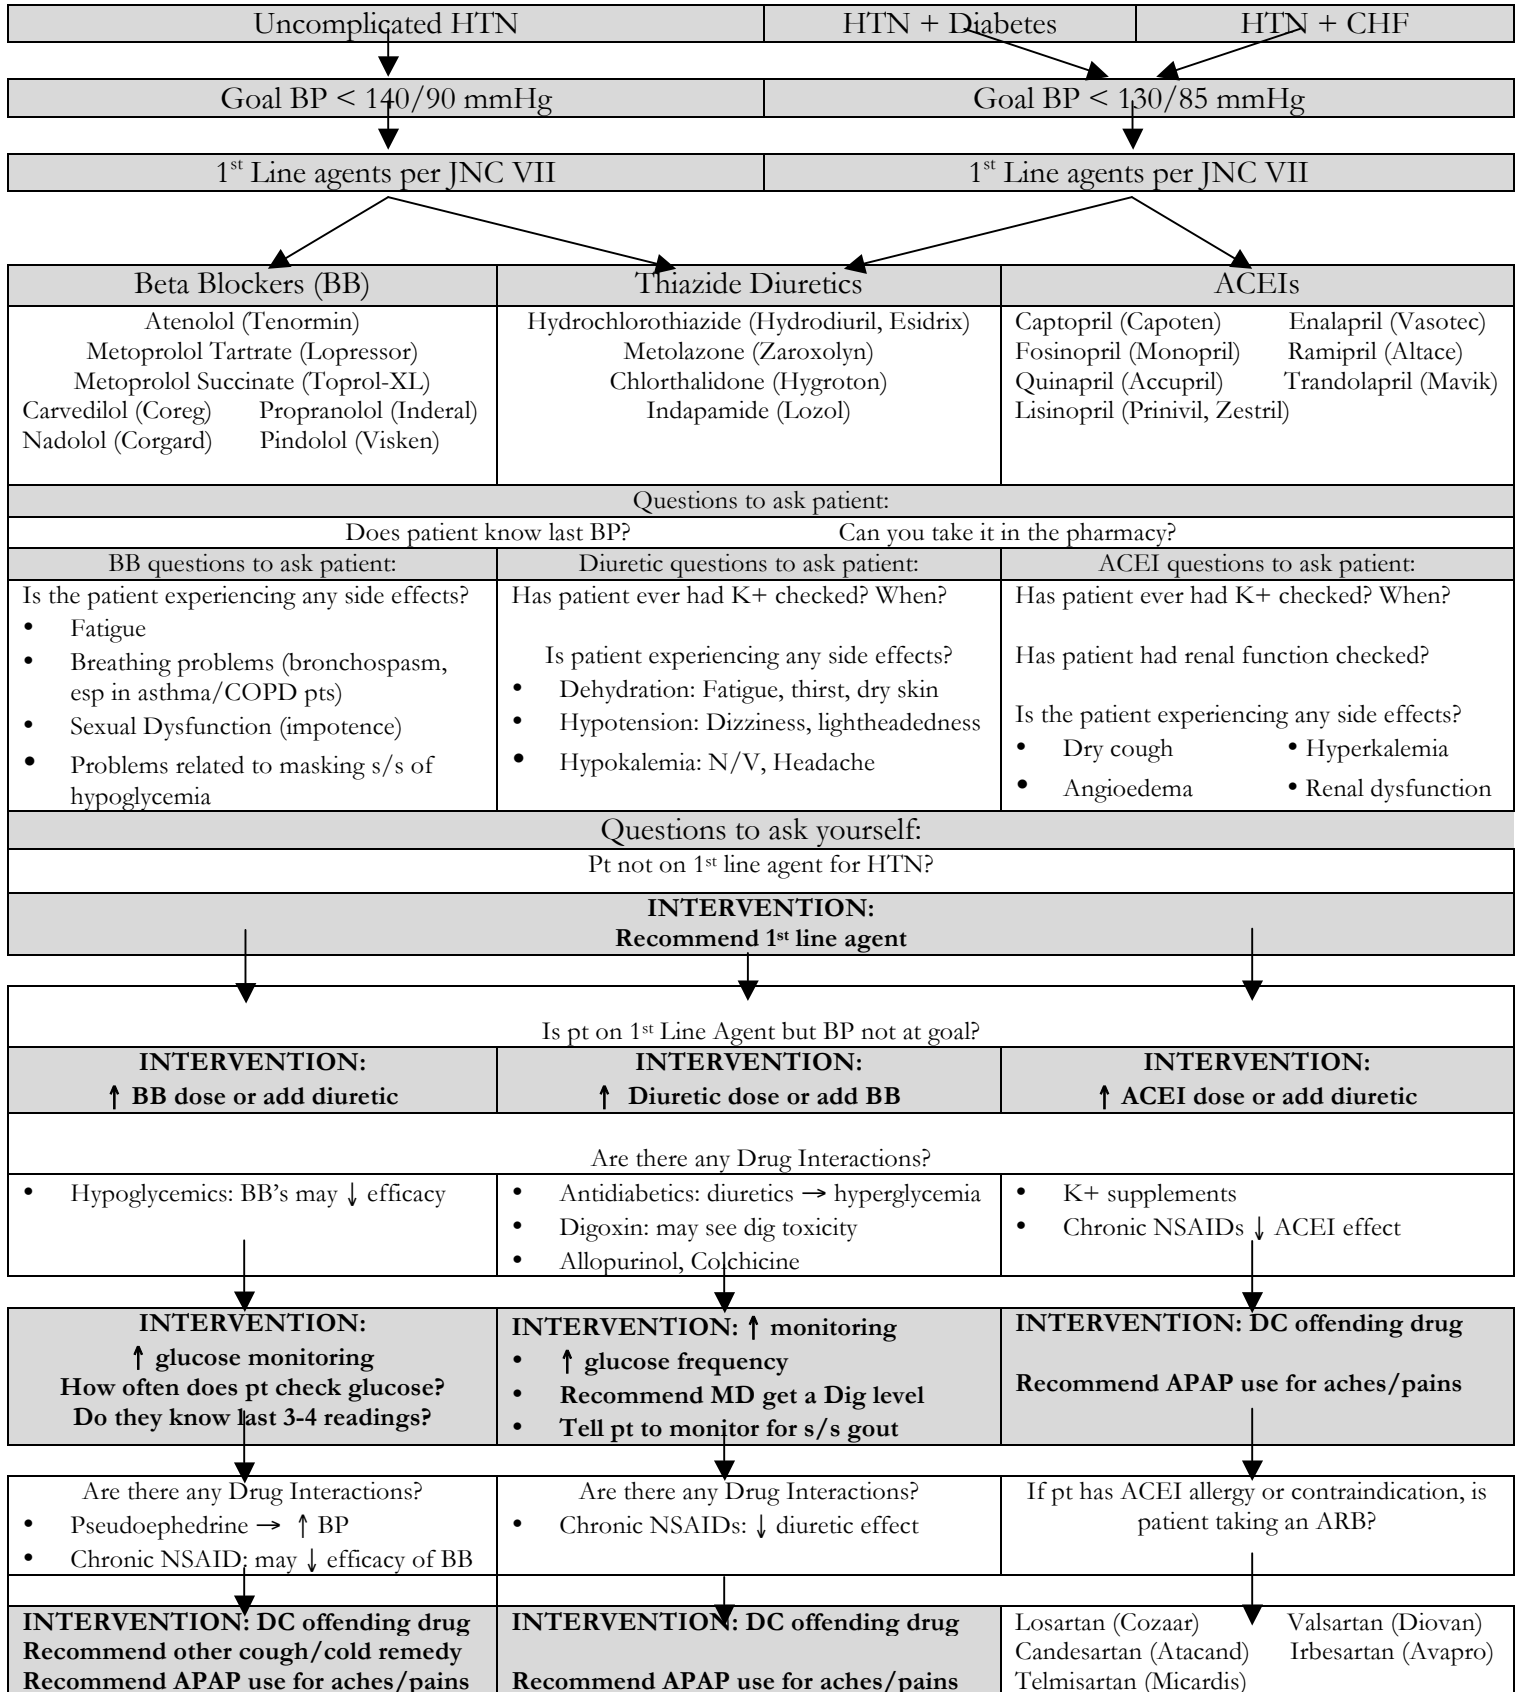 Uncomplicated HTN
HTN + Diabetes
HTN + CHF
Goal BP < 140/90 mmHg
Goal BP < 130/85 mmHg
1st Line agents per JNC VII
1st Line agents per JNC VII
Beta Blockers (BB)
Thiazide Diuretics
ACEIs
Atenolol (Tenormin)
Metoprolol Tartrate (Lopressor)
Metoprolol Succinate (Toprol-XL)
Carvedilol (Coreg) Propranolol (Inderal)
Nadolol (Corgard) Pindolol (Visken)
Hydrochlorothiazide (Hydrodiuril, Esidrix)
Metolazone (Zaroxolyn)
Chlorthalidone (Hygroton)
Indapamide (Lozol)
Captopril (Capoten) Enalapril (Vasotec)
Fosinopril (Monopril) Ramipril (Altace)
Quinapril (Accupril) Trandolapril (Mavik)
Lisinopril (Prinivil, Zestril)
Questions to ask patient:
Does patient know last BP? Can you take it in the pharmacy?
BB questions to ask patient:
Diuretic questions to ask patient:
ACEI questions to ask patient:
Is the patient experiencing any side effects?
• Fatigue
• Breathing problems (bronchospasm,
esp in asthma/COPD pts)
• Sexual Dysfunction (impotence)
• Problems related to masking s/s of
hypoglycemia
Has patient ever had K+ checked? When?
Is patient experiencing any side effects?
• Dehydration: Fatigue, thirst, dry skin
• Hypotension: Dizziness, lightheadedness
• Hypokalemia: N/V, Headache
Has patient ever had K+ checked? When?
Has patient had renal function checked?
Is the patient experiencing any side effects?
• Dry cough • Hyperkalemia
• Angioedema • Renal dysfunction
Questions to ask yourself:
Pt not on 1st line agent for HTN?
INTERVENTION:
Recommend 1st line agent
Is pt on 1st Line Agent but BP not at goal?
INTERVENTION:
↑ BB dose or add diuretic
INTERVENTION:
↑ Diuretic dose or add BB
INTERVENTION:
↑ ACEI dose or add diuretic
Are there any Drug Interactions?
• Hypoglycemics: BB's may ↓ efficacy
• Antidiabetics: diuretics → hyperglycemia
• Digoxin: may see dig toxicity
• Allopurinol, Colchicine
• K+ supplements
• Chronic NSAIDs ↓ ACEI effect
INTERVENTION:
↑ glucose monitoring
How often does pt check glucose?
Do they know last 3-4 readings?
INTERVENTION: ↑ monitoring
• ↑ glucose frequency
• Recommend MD get a Dig level
• Tell pt to monitor for s/s gout
INTERVENTION: DC offending drug
Recommend APAP use for aches/pains
Are there any Drug Interactions?
• Pseudoephedrine → ↑ BP
• Chronic NSAID: may ↓ efficacy of BB
Are there any Drug Interactions?
• Chronic NSAIDs: ↓ diuretic effect
If pt has ACEI allergy or contraindication, is
patient taking an ARB?
INTERVENTION: DC offending drug
Recommend other cough/cold remedy
Recommend APAP use for aches/pains
INTERVENTION: DC offending drug
Recommend APAP use for aches/pains
Losartan (Cozaar) Valsartan (Diovan)
Candesartan (Atacand) Irbesartan (Avapro)
Telmisartan (Micardis)